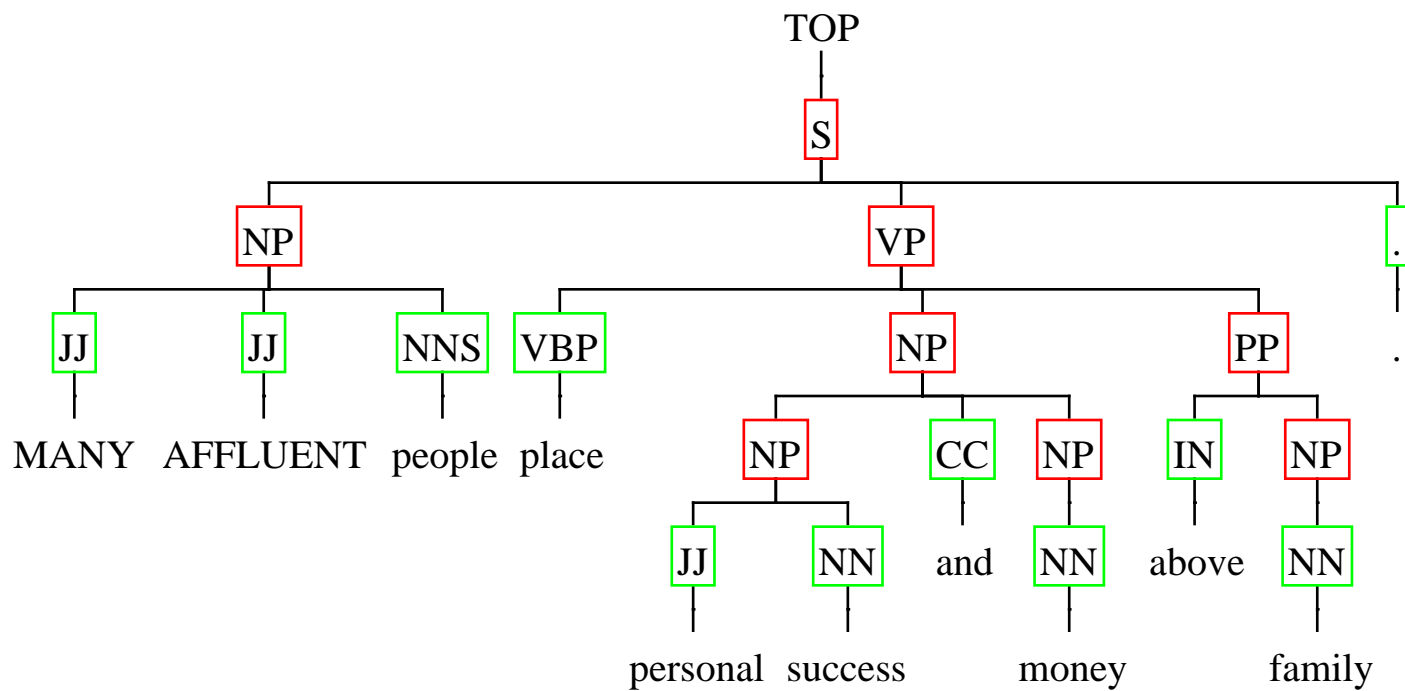 TOP
S
NP VP .
JJ JJ NNS VBP NP PP .
MANY AFFLUENT people place NP CC NP IN NP
JJ NN and NN above NN
personal success money family